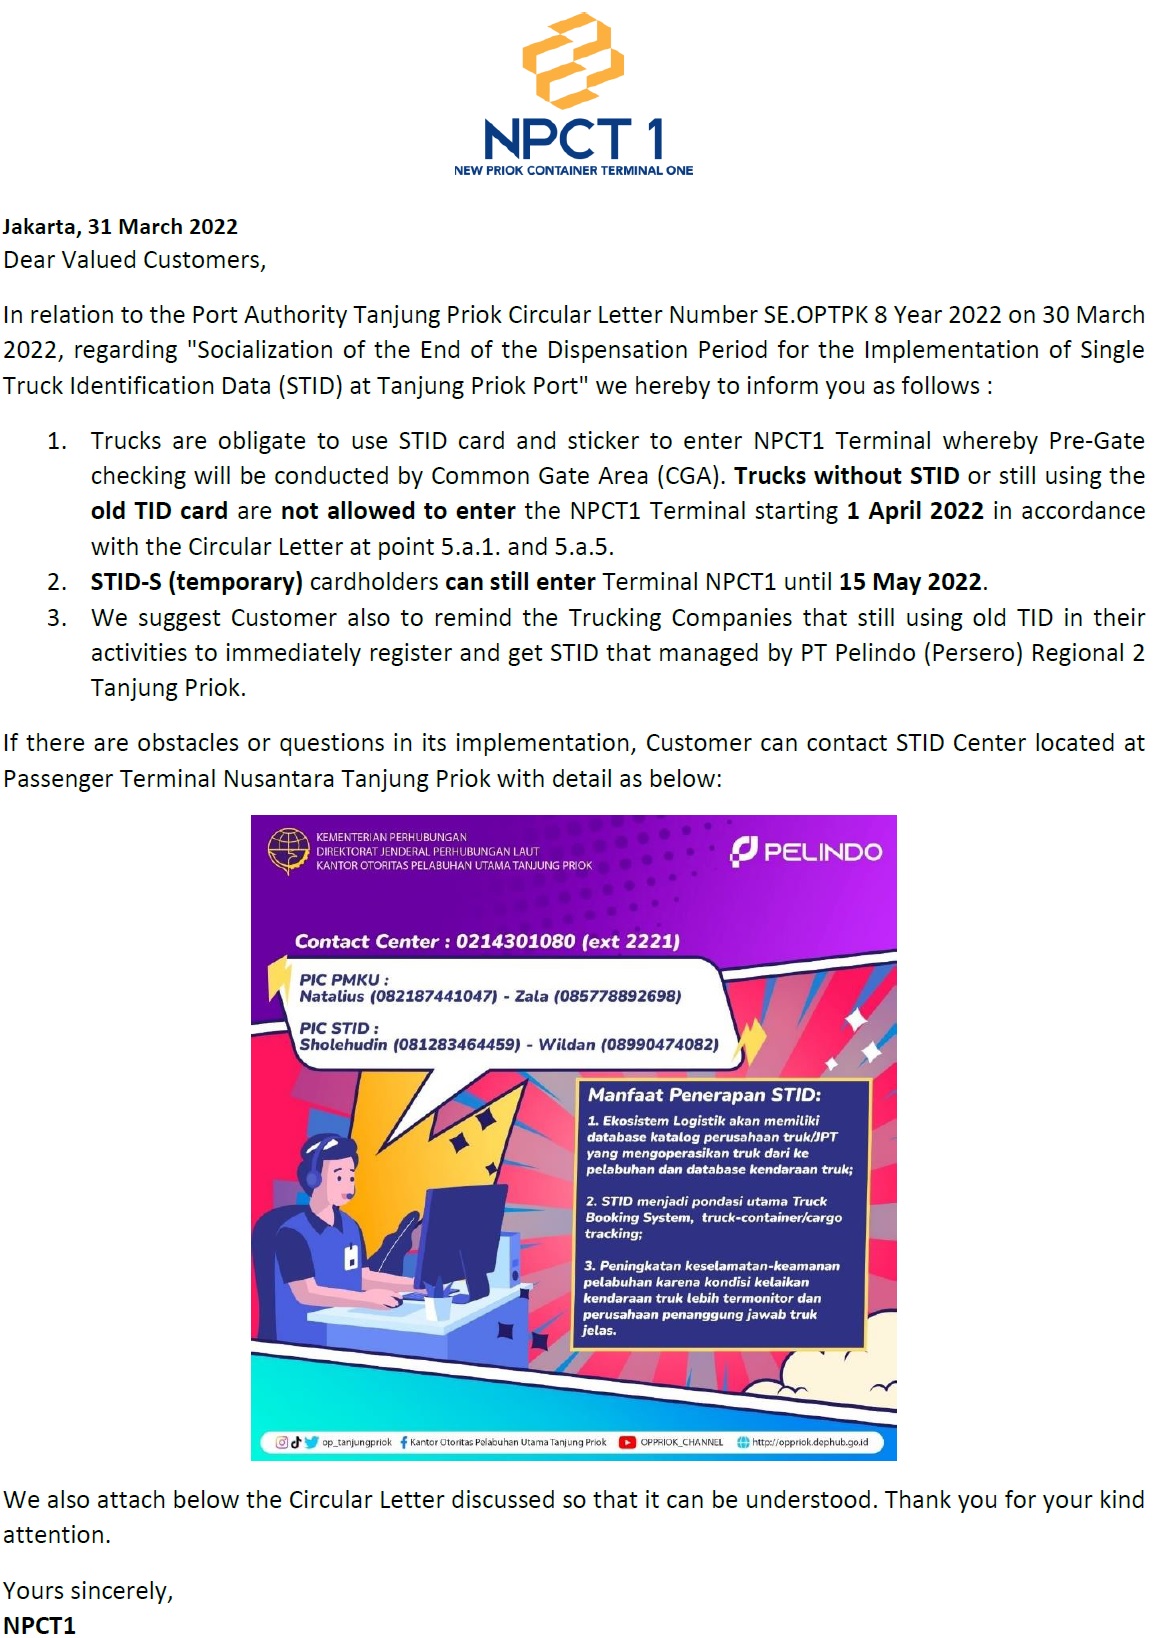 NPCT 1
NEW PRIOK CONTAINER TERMINAL ONE
Jakarta, 31 March 2022
Dear Valued Customers,
In relation to the Port Authority Tanjung Priok Circular Letter Number SE.OPTPK 8 Year 2022 on 30 March
2022, regarding "Socialization of the End of the Dispensation Period for the Implementation of Single
Truck Identification Data (STID) at Tanjung Priok Port" we hereby to inform you as follows :
1. Trucks are obligate to use STID card and sticker to enter NPCT1 Terminal whereby Pre-Gate
checking will be conducted by Common Gate Area (CGA). Trucks without STID or still using the
old TID card are not allowed to enter the NPCT1 Terminal starting 1 April 2022 in accordance
with the Circular Letter at point 5.a.1. and 5.a.5.
2. STID-S (temporary) cardholders can still enter Terminal NPCT1 until 15 May 2022.
3. We suggest Customer also to remind the Trucking Companies that still using old TID in their
activities to immediately register and get STID that managed by PT Pelindo (Persero) Regional 2
Tanjung Priok.
If there are obstacles or questions in its implementation, Customer can contact STID Center located at
Passenger Terminal Nusantara Tanjung Priok with detail as below:
KEMENTERIAN PERHUBUNGAN
DIREKTORAT JENDERAL PERHUBUNGAN LAUT
KANTOR OTORITAS PELABUHAN UTAMA TANJUNG PRIOK
PELINDO
Contact Center : 0214301080 (ext 2221)
PIC PMKU :
Natalius (082187441047) - Zala (085778892698)
PIC STID :
Sholehudin (081283464459) - Wildan (08990474082)
Manfaat Penerapan STID:
1. Ekosistem Logistik akan memiliki
database katalog perusahaan truk/JPT
yang mengoperasikan truk dari ke
pelabuhan dan database kendaraan truk;
2. STID menjadi pondasi utama Truck
Booking System, truck-container/cargo
tracking;
3. Peningkatan keselamatan-keamanan
pelabuhan karena kondisi kelaikan
kendaraan truk lebih termonitor dan
perusahaan penanggung jawab truk
jelas.
op_tanjungpriok Kantor Otoritas Pelabuhan Utama Tanjung Priok OPPRIOK_CHANNEL http://oppriok.dephub.go.id
We also attach below the Circular Letter discussed so that it can be understood. Thank you for your kind
attention.
Yours sincerely,
NPCT1